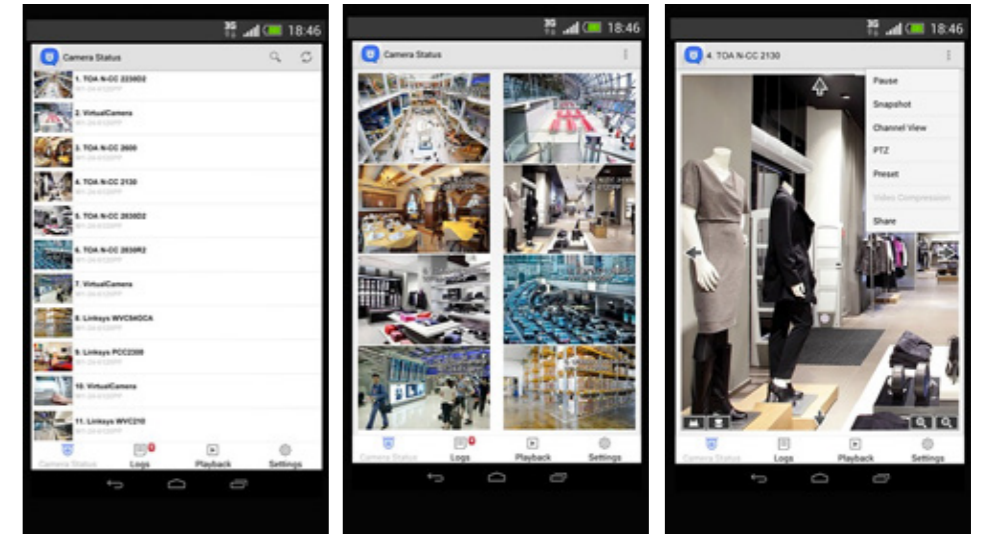 3G 18:46
Camera Status
1. TOA N-CC 2230D2
2. VirtualCamera
3. TOA N-CC 2600
4. TOA N-CC 2130
5. TOA N-CC 2630D2
6. TOA N-CC 2630R2
7. VirtualCamera
8. Linksys WVC54GCA
9. Linksys PCC2300
10. VirtualCamera
11. Linksys WVC210
Camera Status Logs Playback Settings
3G 18:46
Camera Status
Camera Status Logs Playback Settings
3G 18:46
4. TOA N-CC 2130
Pause
Snapshot
Channel View
PTZ
Preset
Video Compression
Share
Camera Status Logs Playback Settings